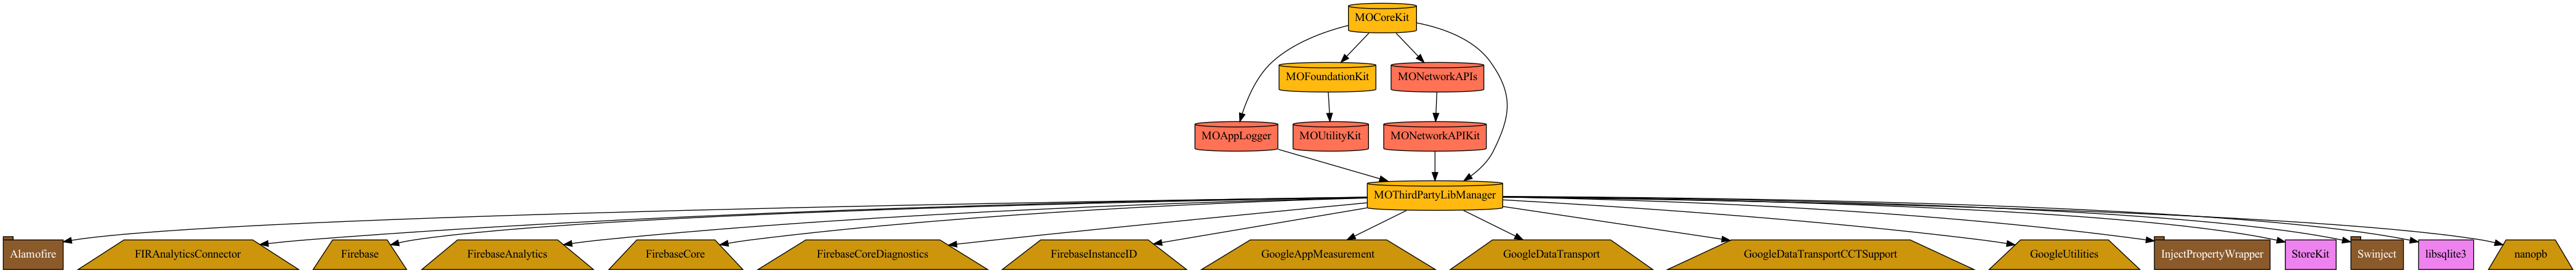 MOCoreKit
MOFoundationKit
MONetworkAPIs
MOAppLogger
MOUtilityKit
MONetworkAPIKit
MOThirdPartyLibManager
Alamofire
FIRAnalyticsConnector
Firebase
FirebaseAnalytics
FirebaseCore
FirebaseCoreDiagnostics
FirebaseInstanceID
GoogleAppMeasurement
GoogleDataTransport
GoogleDataTransportCCTSupport
GoogleUtilities
InjectPropertyWrapper
StoreKit
Swinject
libsqlite3
nanopb